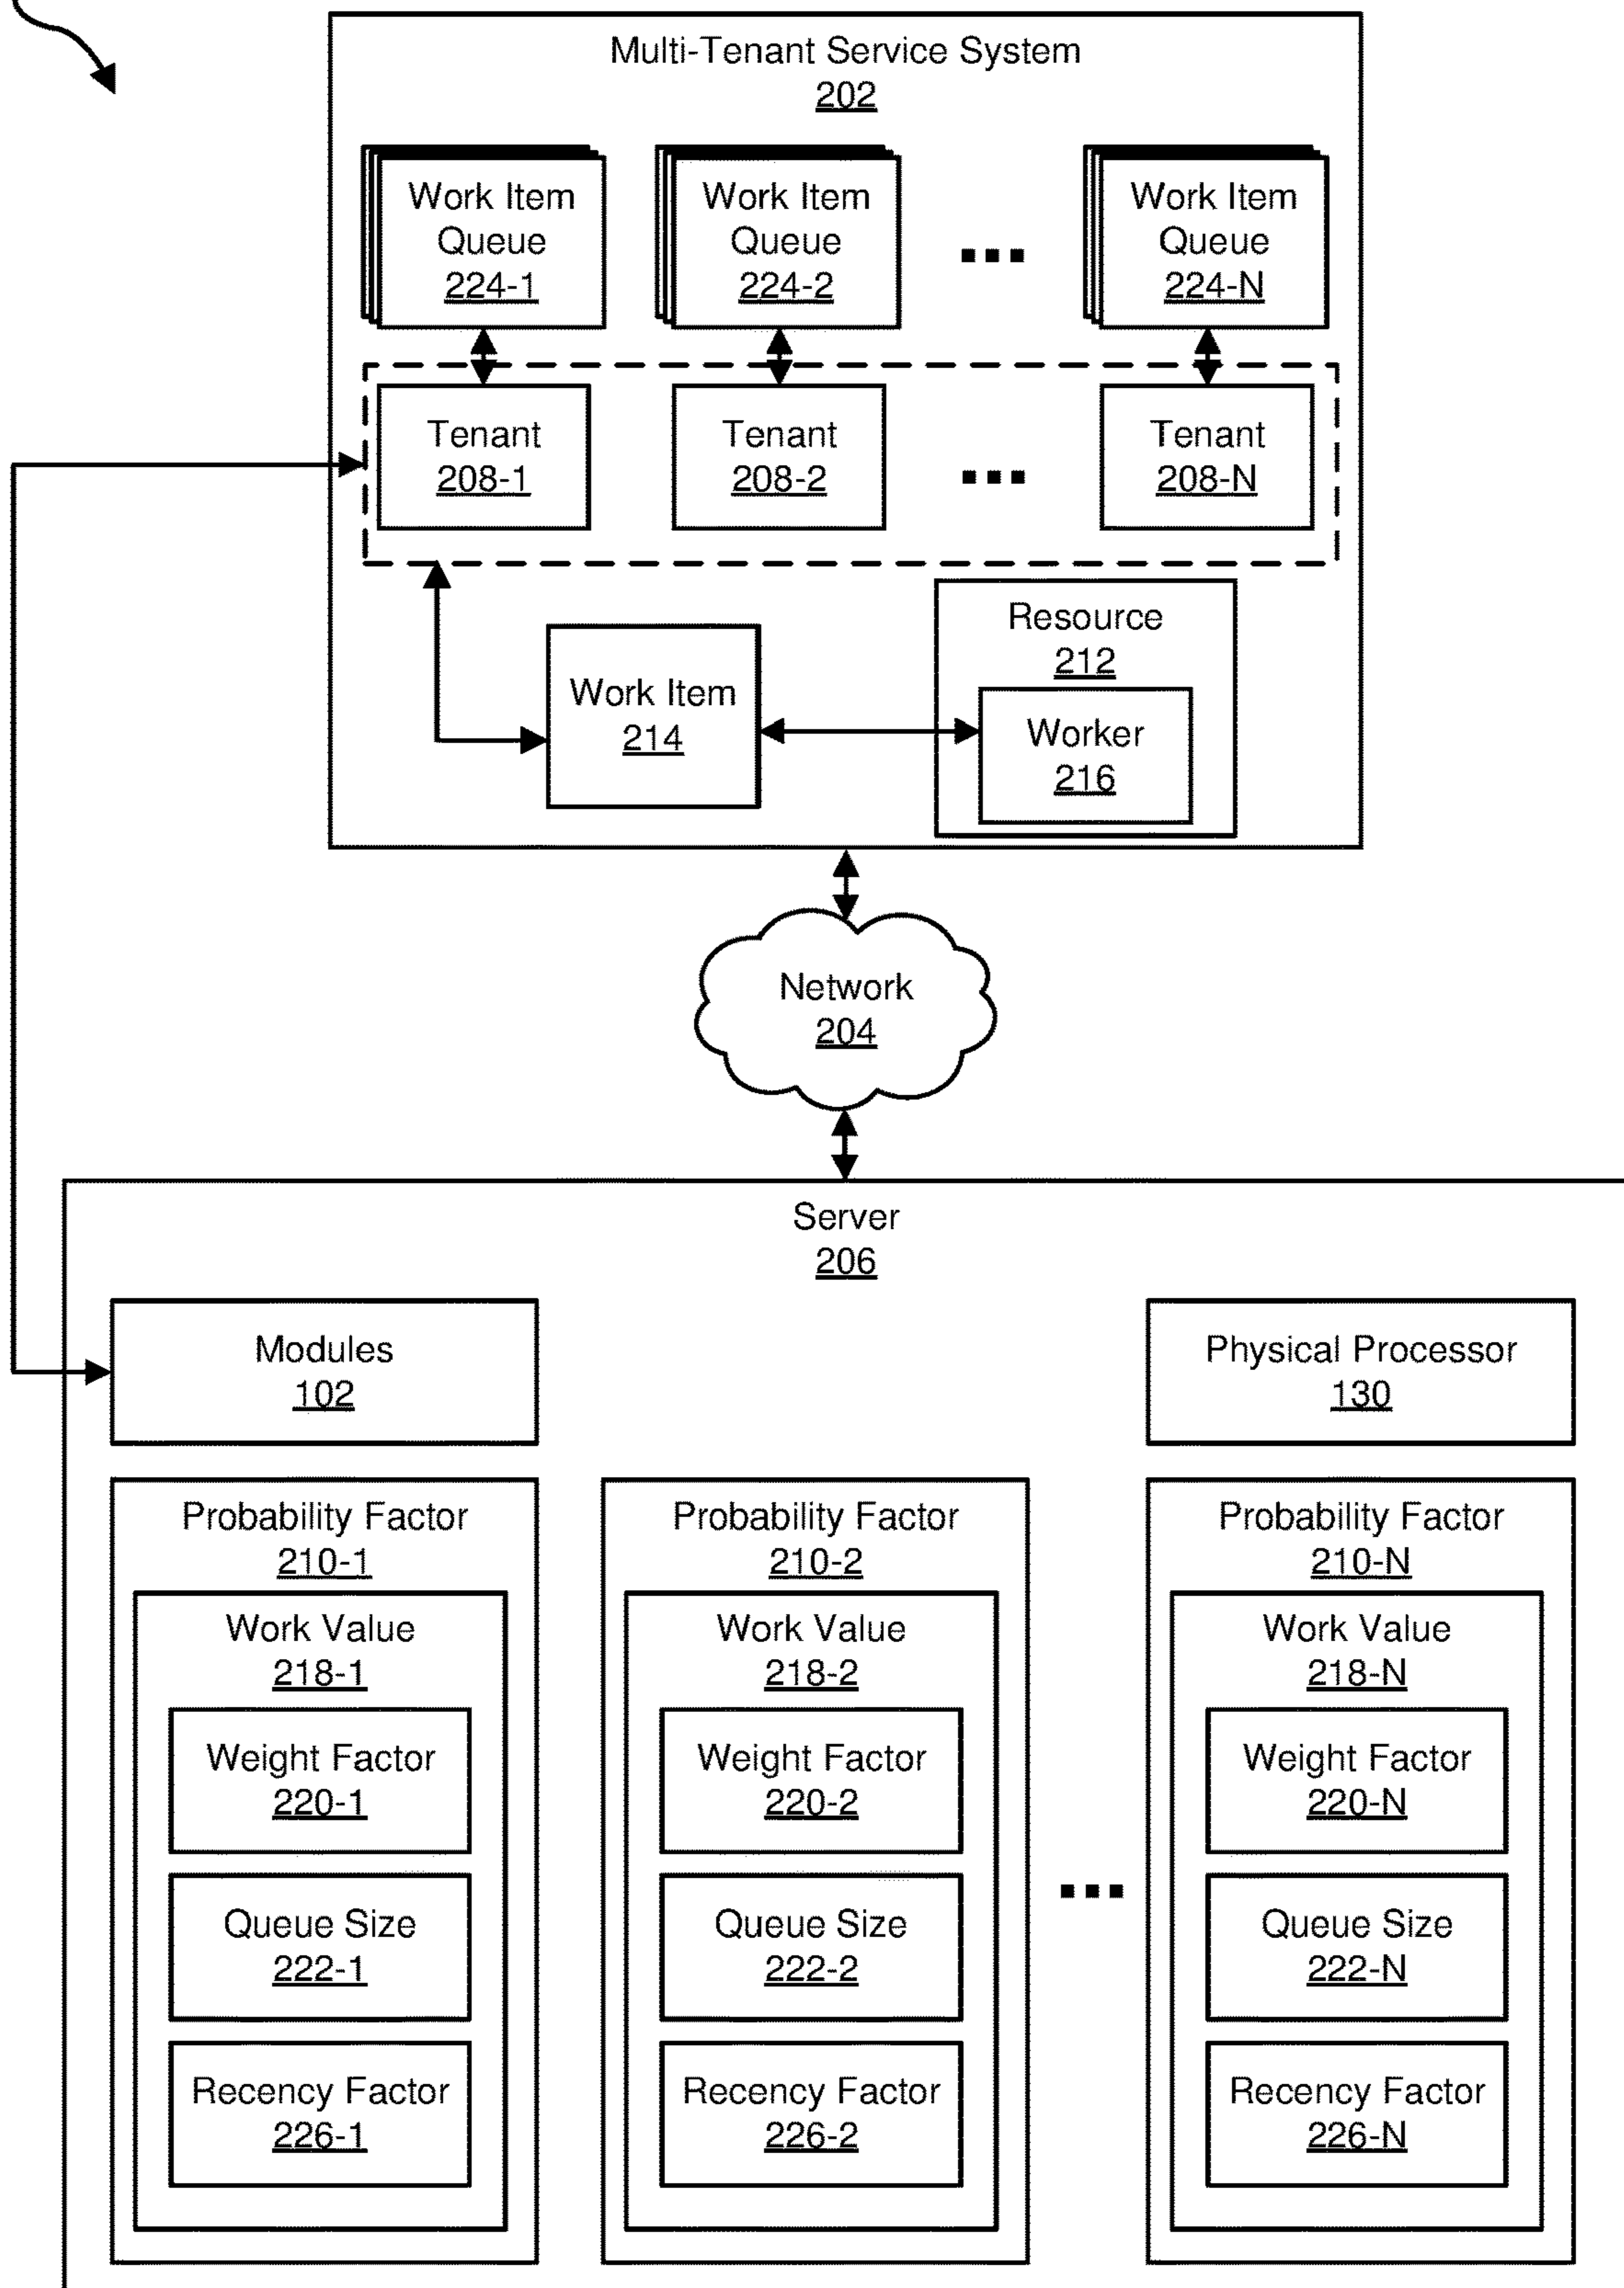 Multi-Tenant Service System
202
Work Item
Queue
224-1
Work Item
Queue
224-2
Work Item
Queue
224-N
Tenant
208-1
Tenant
208-2
Tenant
208-N
Resource
212
Work Item
214
Worker
216
Network
204
Server
206
Modules
102
Physical Processor
130
Probability Factor
210-1
Work Value
218-1
Weight Factor
220-1
Queue Size
222-1
Recency Factor
226-1
Probability Factor
210-2
Work Value
218-2
Weight Factor
220-2
Queue Size
222-2
Recency Factor
226-2
Probability Factor
210-N
Work Value
218-N
Weight Factor
220-N
Queue Size
222-N
Recency Factor
226-N